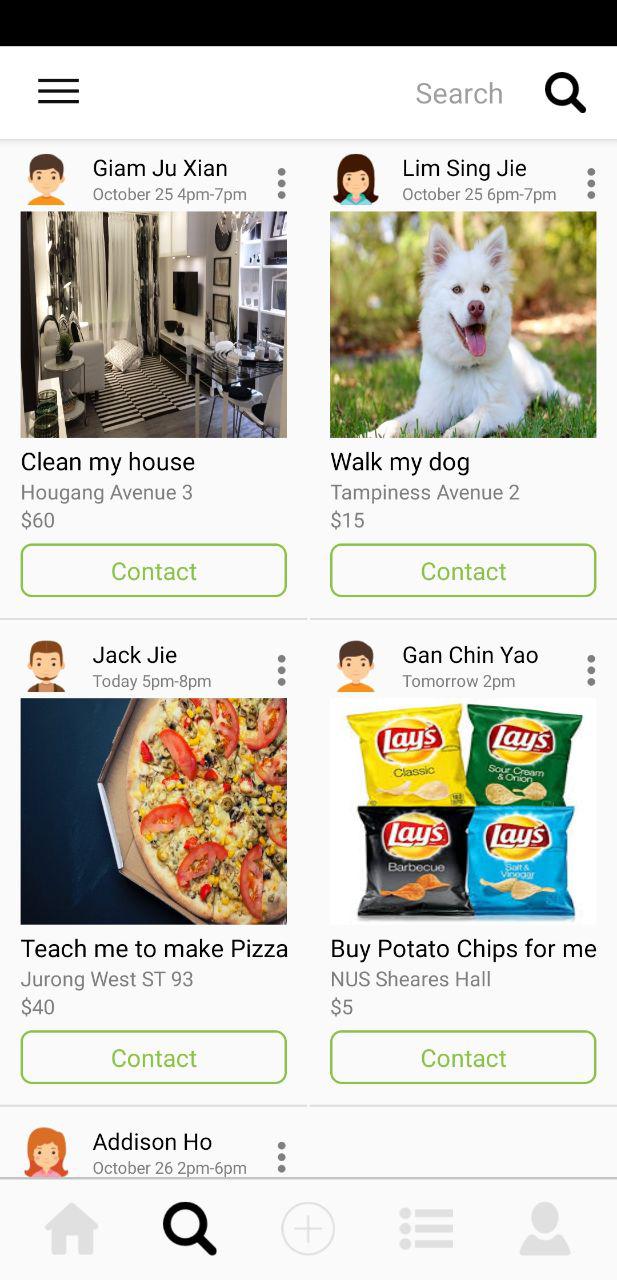 Search
Giam Ju Xian
October 25 4pm-7pm
Clean my house
Hougang Avenue 3
$60
Contact
Lim Sing Jie
October 25 6pm-7pm
Walk my dog
Tampiness Avenue 2
$15
Contact
Jack Jie
Today 5pm-8pm
Teach me to make Pizza
Jurong West ST 93
$40
Contact
Gan Chin Yao
Tomorrow 2pm
Lay's
Classic
Lay's
Sour Cream
& Onion
Lay's
Barbecue
Lay's
Salt &
Vinegar
Buy Potato Chips for me
NUS Sheares Hall
$5
Contact
Addison Ho
October 26 2pm-6pm